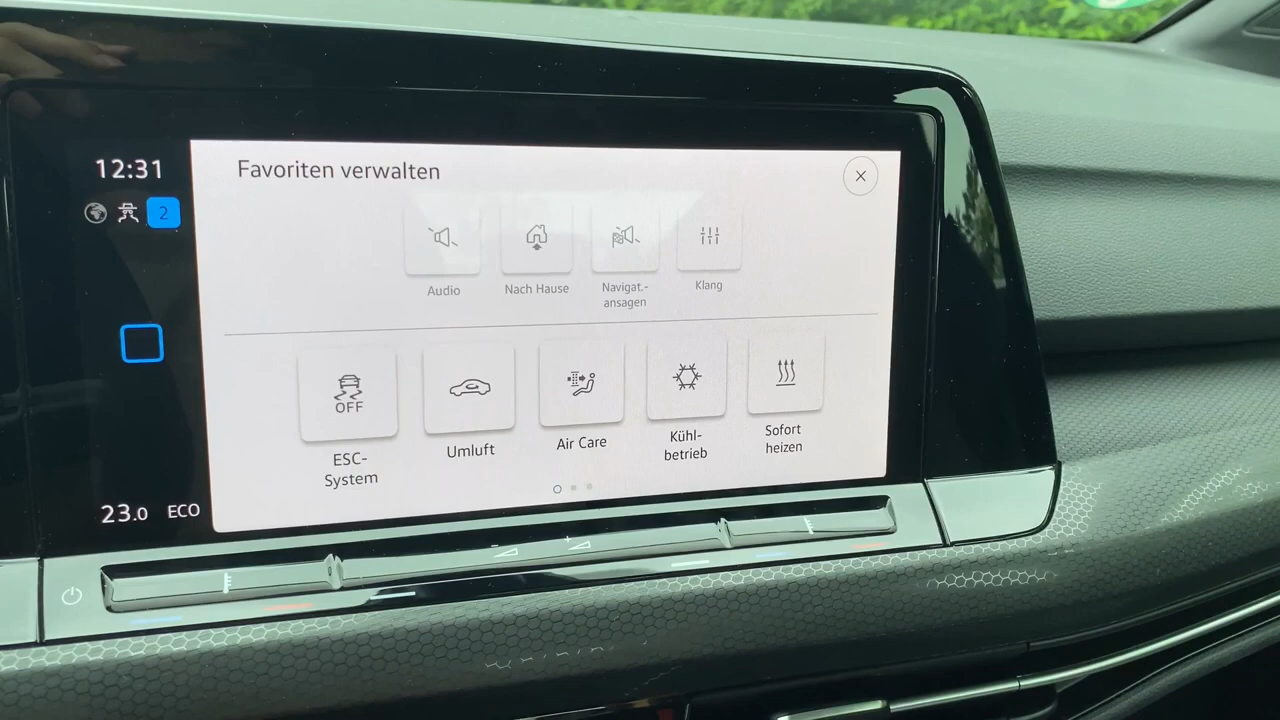 12:31
Favoriten verwalten
2
Audio
Nach Hause
Navigat.-
ansagen
Klang
OFF
ESC-
System
Umluft
Air Care
Kühl-
betrieb
Sofort
heizen
23.0 ECO